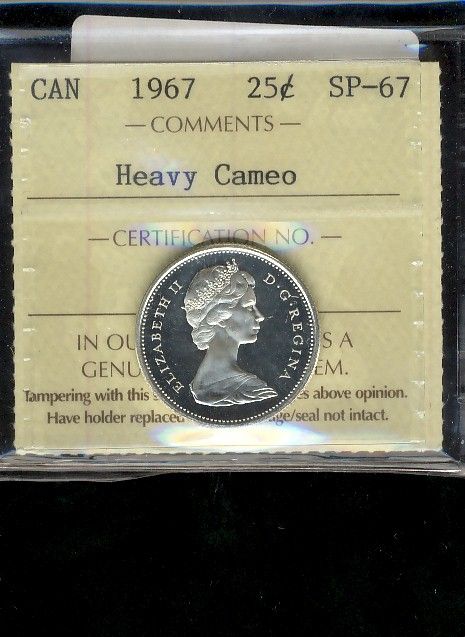 CAN 1967 25¢ SP-67
— COMMENTS —
Heavy Cameo
— CERTIFICATION NO. —
IN OU S A
GENU EM.
Tampering with this s above opinion.
Have holder replaced ge/seal not intact.
ELIZABETH II D·G·REGINA